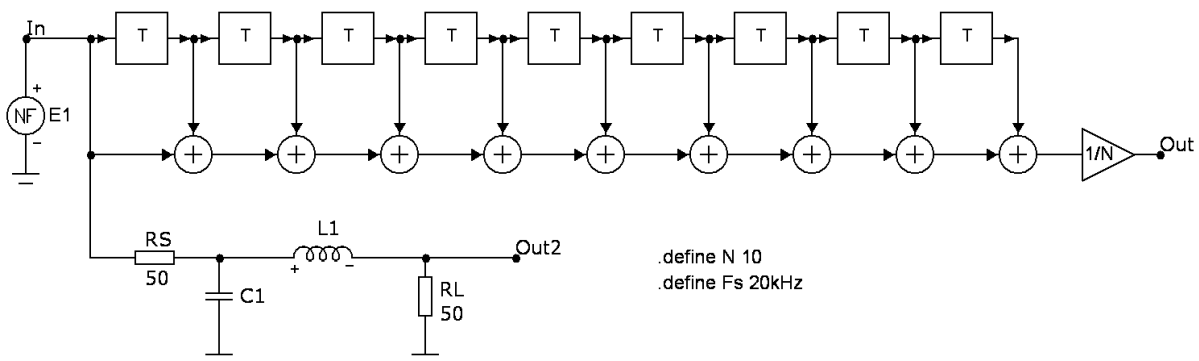 In
T T T T T T T T T
+
NF E1
-
+ + + + + + + + +
1/N
Out
RS
50
C1
L1
+ -
Out2
RL
50
.define N 10
.define Fs 20kHz